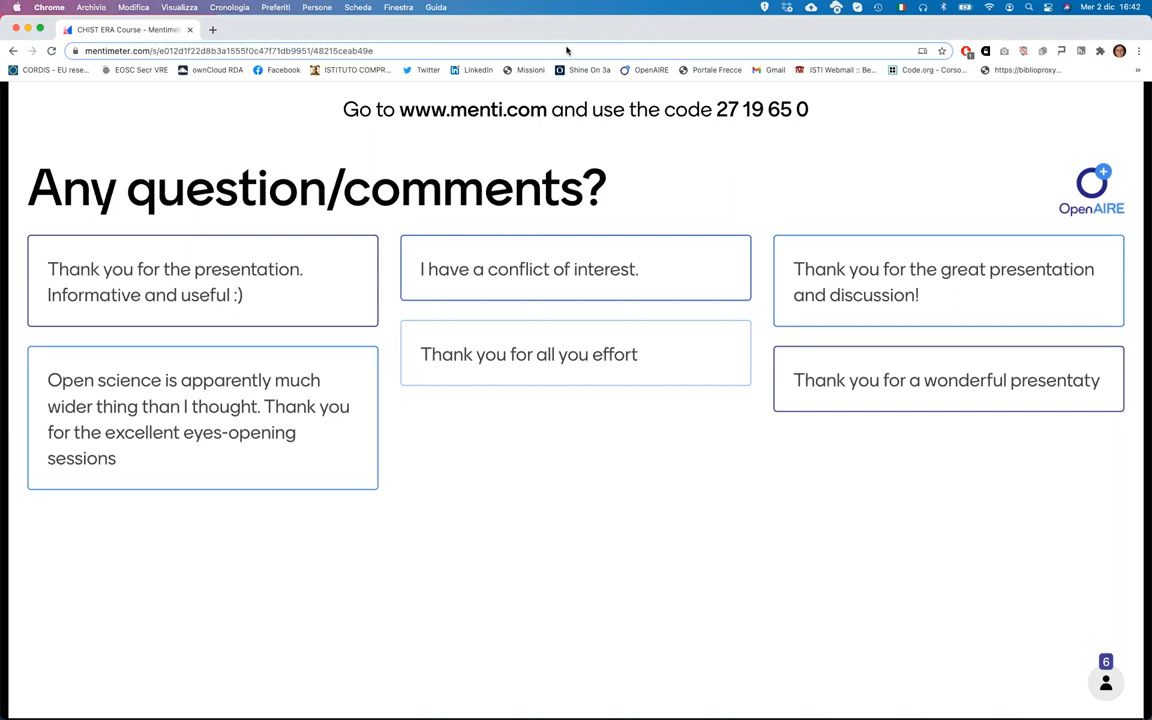 Chrome Archivio Modifica Visualizza Cronologia Preferiti Persone Scheda Finestra Guida Mer 2 dic 16:42
CHIST ERA Course - Mentimet
mentimeter.com/s/e012d1f22d8b3a1555f0c47f71db9951/48215ceab49e
CORDIS - EU rese... EOSC Secr VRE ownCloud RDA Facebook ISTITUTO COMPR... Twitter LinkedIn Missioni Shine On 3a OpenAIRE Portale Frecce Gmail ISTI Webmail :: Be... Code.org - Corso... https://biblioproxy... »
Go to www.menti.com and use the code 27 19 65 0
Any question/comments?
OpenAIRE
Thank you for the presentation.
Informative and useful :)
Open science is apparently much
wider thing than I thought. Thank you
for the excellent eyes-opening
sessions
I have a conflict of interest.
Thank you for all you effort
Thank you for the great presentation
and discussion!
Thank you for a wonderful presentaty
6